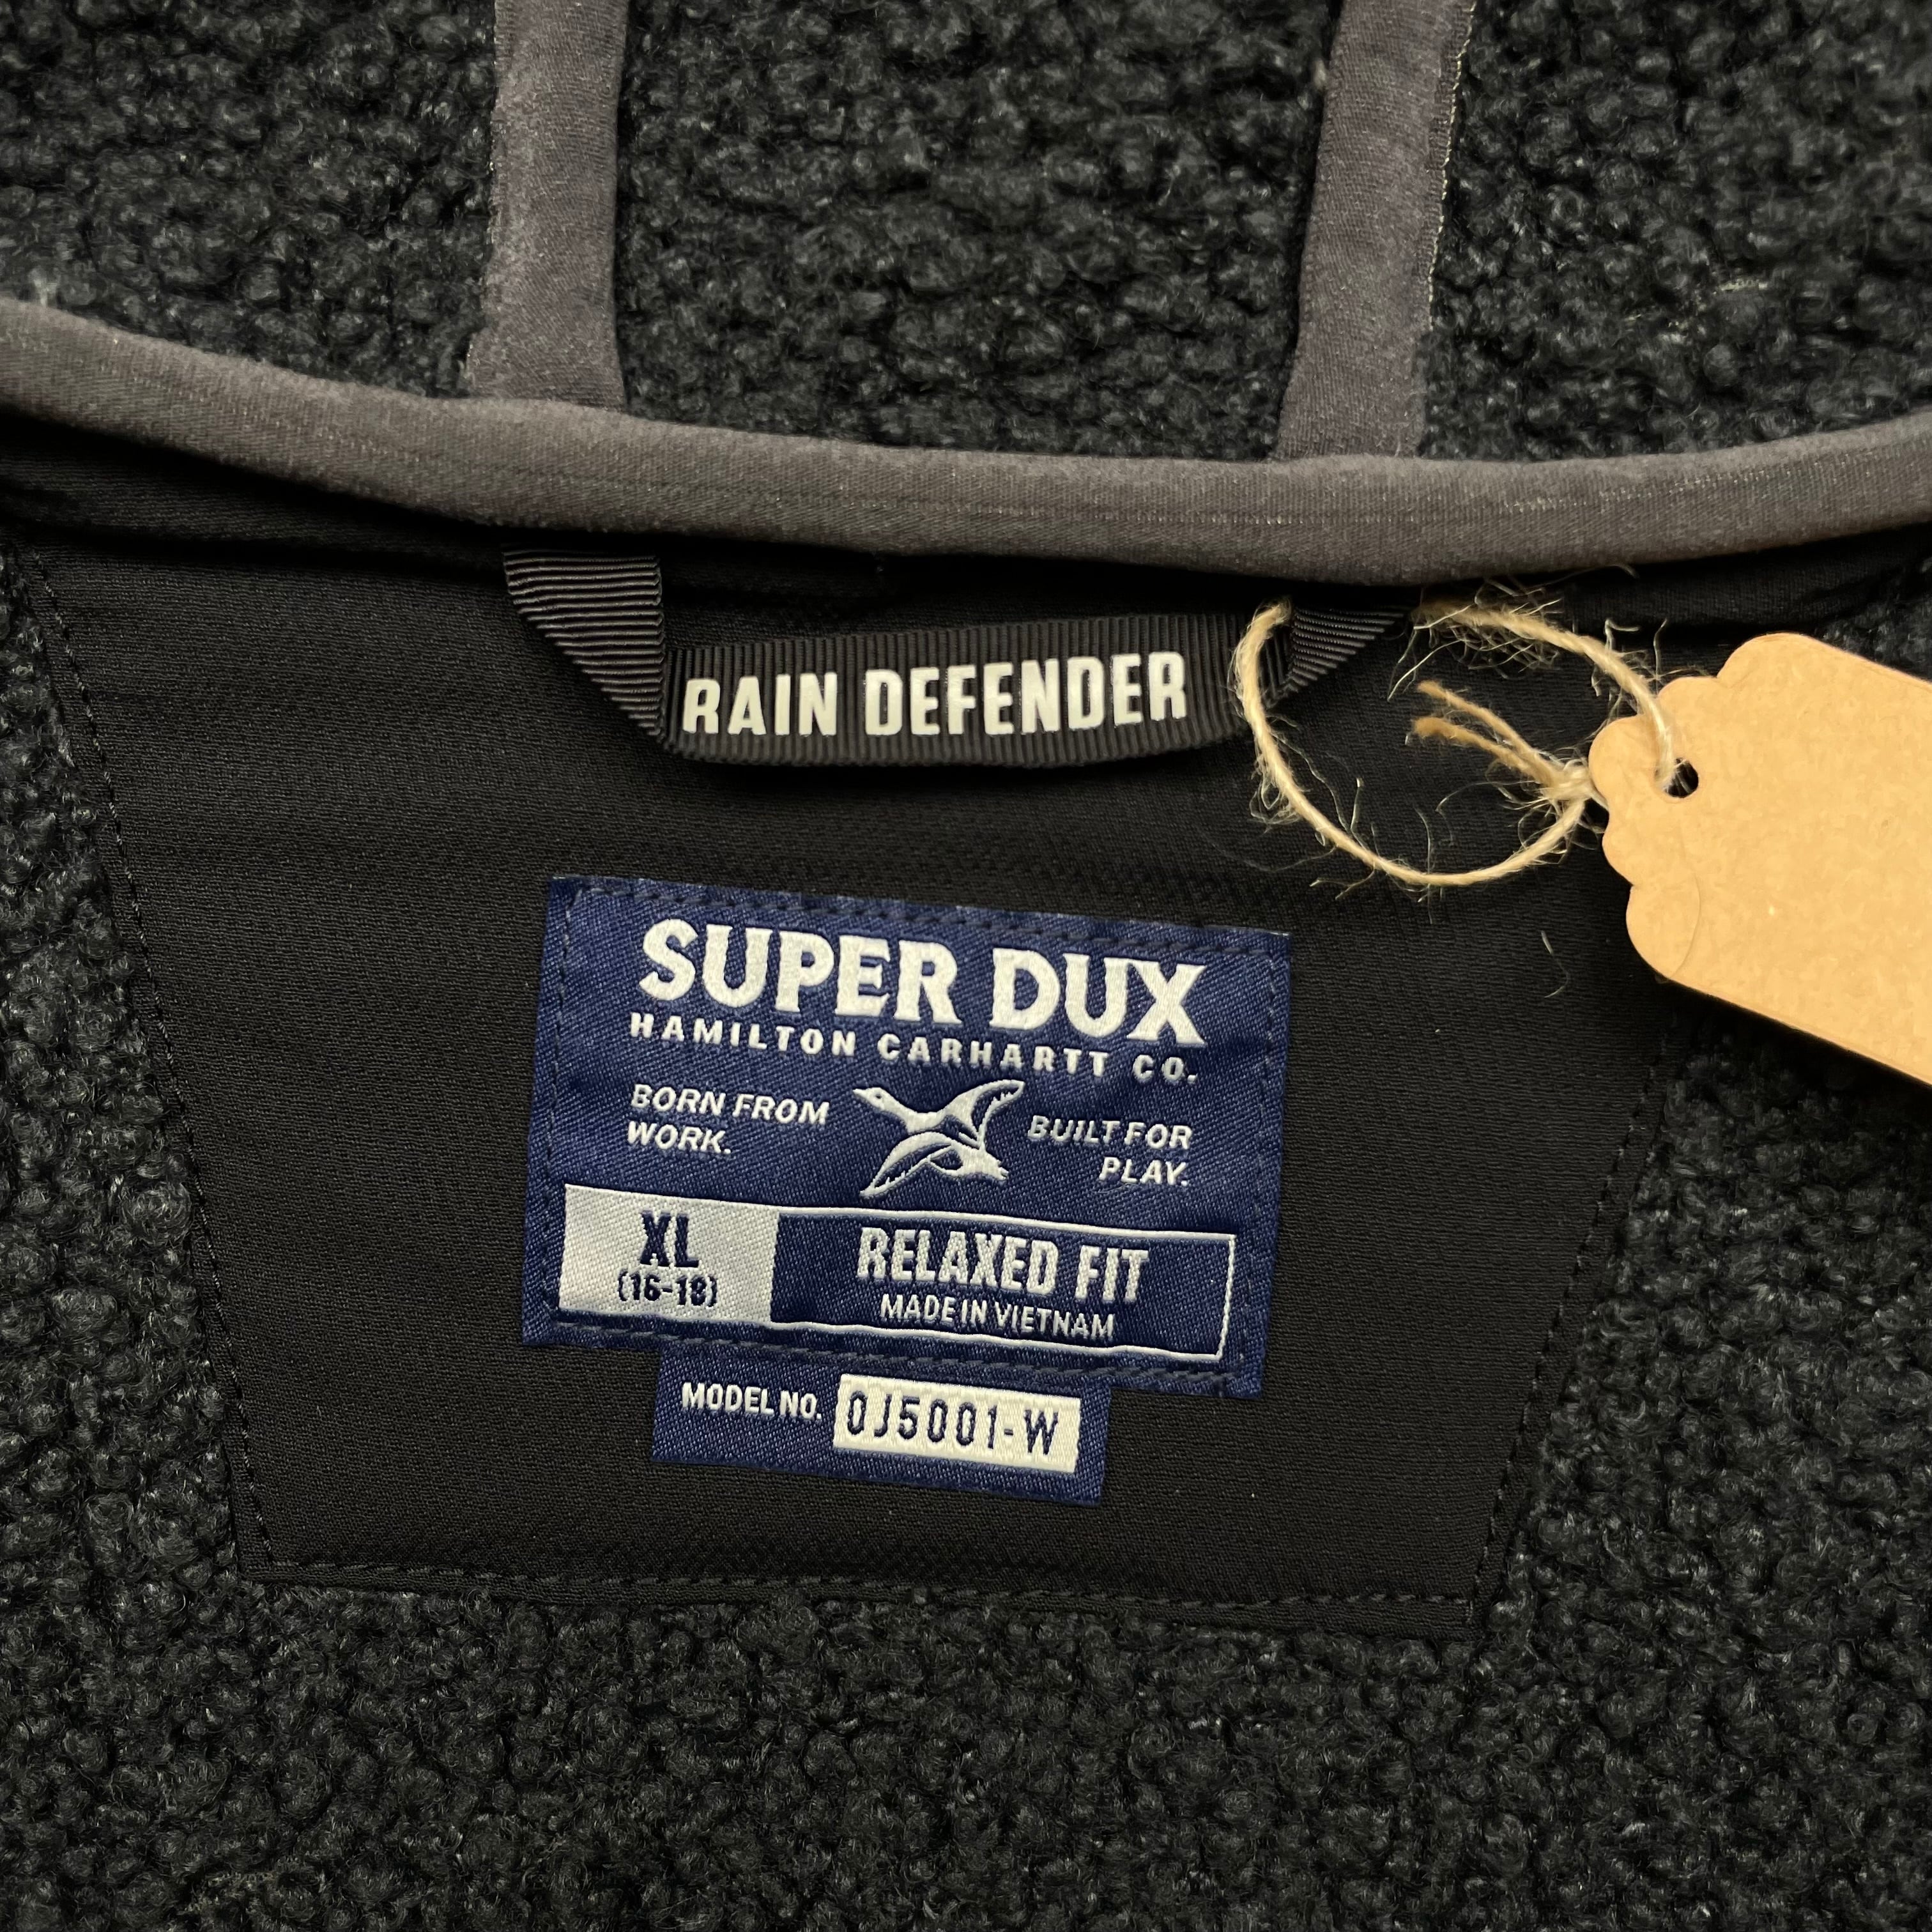 RAIN DEFENDER
SUPER DUX
HAMILTON CARHARTT CO.
BORN FROM
WORK.
BUILT FOR
PLAY.
XL
(16-18)
RELAXED FIT
MADE IN VIETNAM
MODEL NO. 0J5001-W